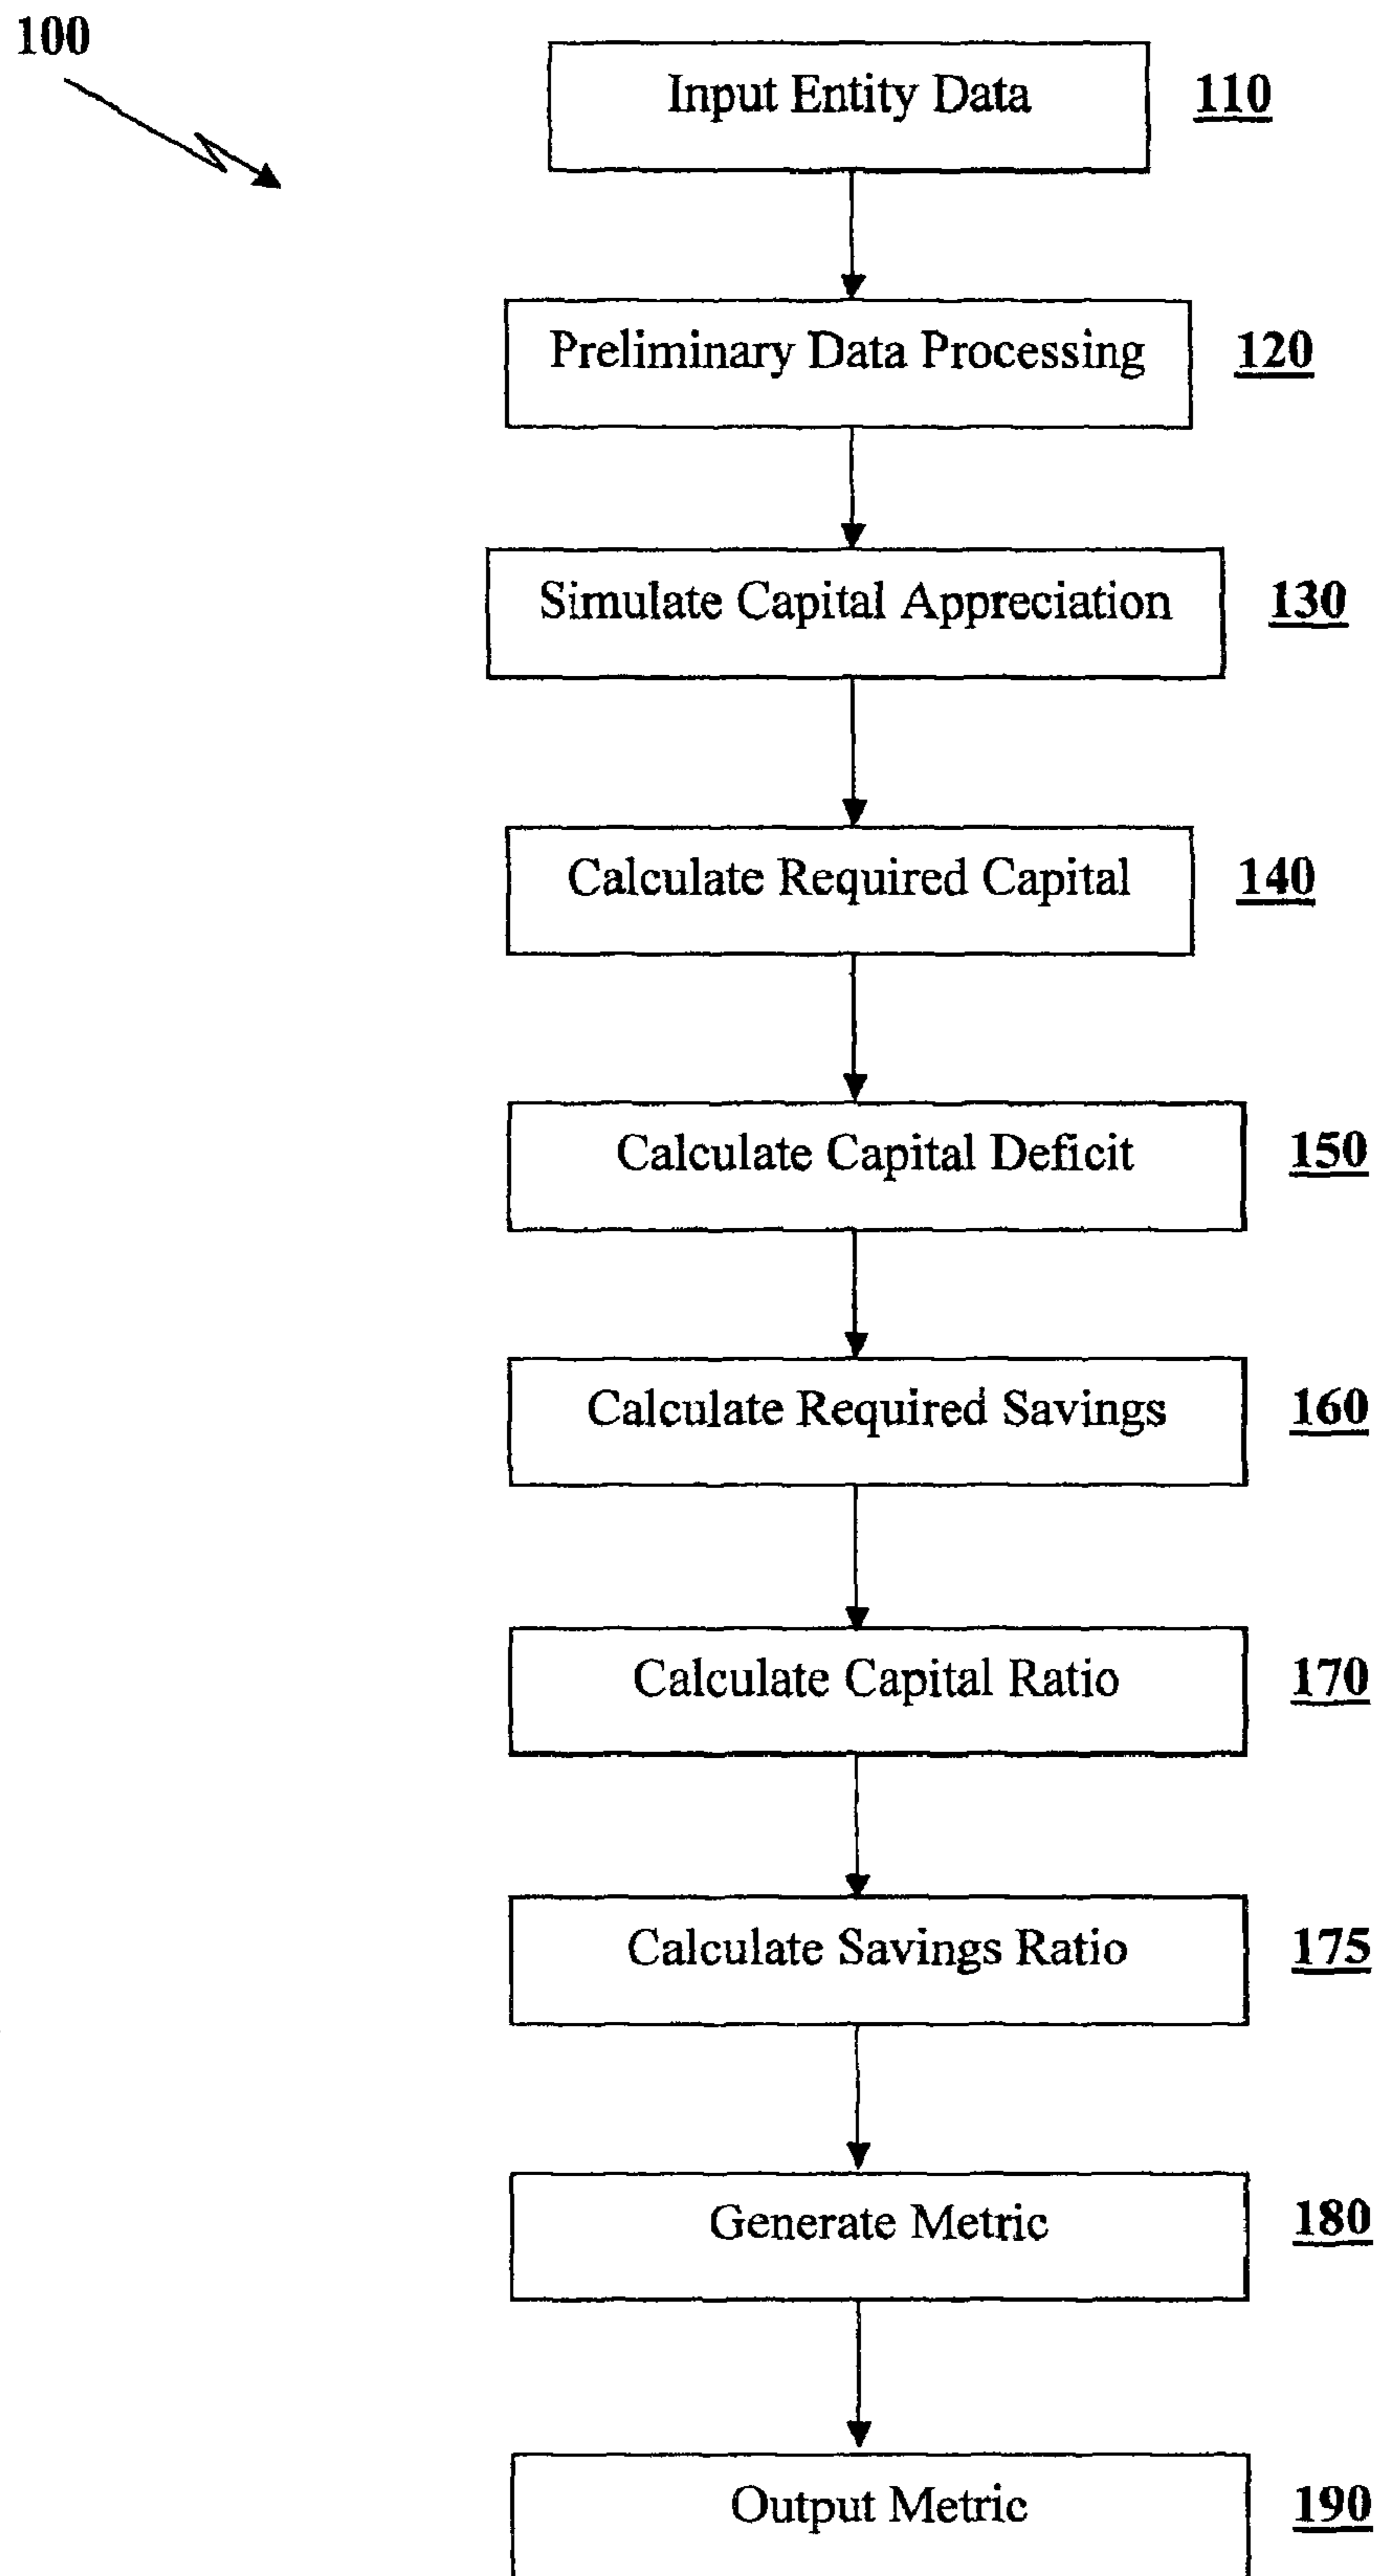 100
Input Entity Data 110
Preliminary Data Processing 120
Simulate Capital Appreciation 130
Calculate Required Capital 140
Calculate Capital Deficit 150
Calculate Required Savings 160
Calculate Capital Ratio 170
Calculate Savings Ratio 175
Generate Metric 180
Output Metric 190